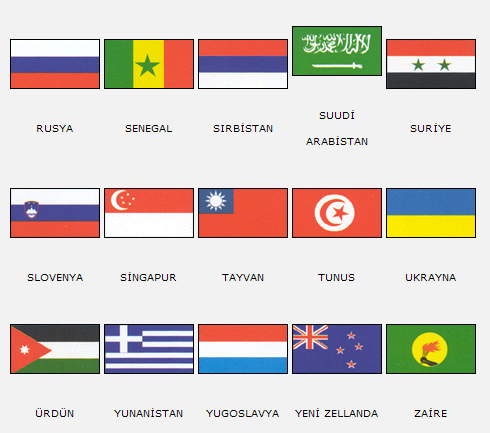 RUSYA
SENEGAL
SIRBİSTAN
SUUDİ
ARABİSTAN
SURİYE
SLOVENYA
SİNGAPUR
TAYVAN
TUNUS
UKRAYNA
ÜRDÜN
YUNANİSTAN
YUGOSLAVYA
YENİ ZELLANDA
ZAİRE